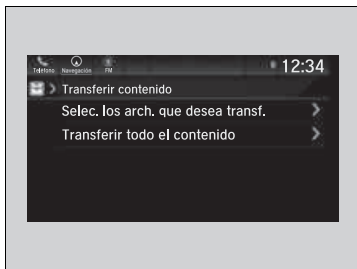 Teléfono Navegación FM 12:34
Transferir contenido
Selec. los arch. que desea transf.
Transferir todo el contenido